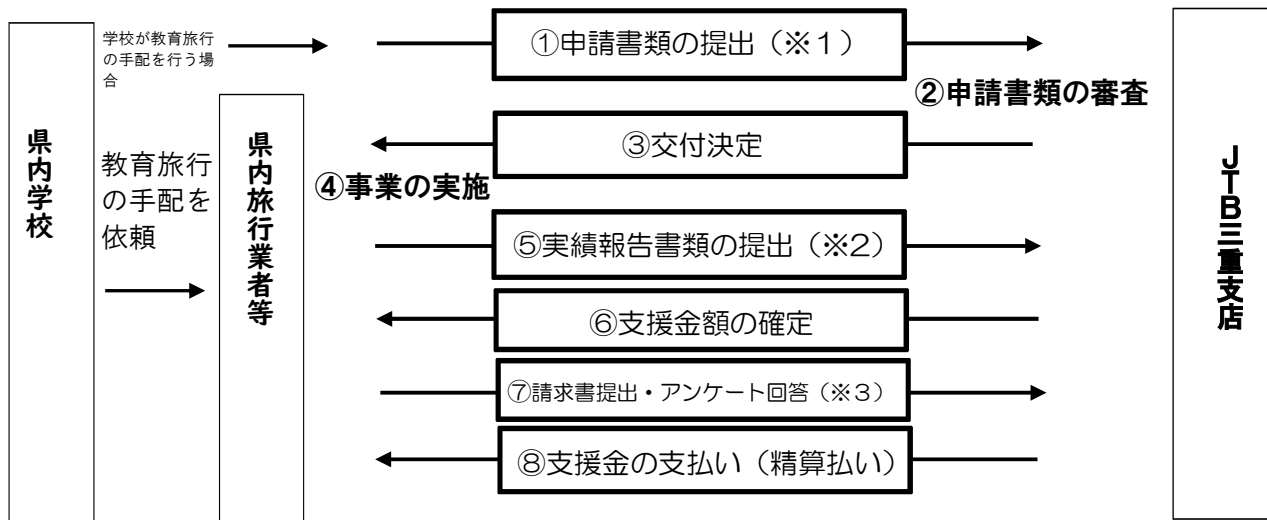 学校が教育旅行
の手配を行う場
合
①申請書類の提出（※１）
②申請書類の審査
③交付決定
県内学校
教育旅行
の手配を
依頼
県内旅行業者等
④事業の実施
JTB三重支店
⑤実績報告書類の提出（※2）
⑥支援金額の確定
⑦請求書提出・アンケート回答（※３）
⑧支援金の支払い（精算払い）